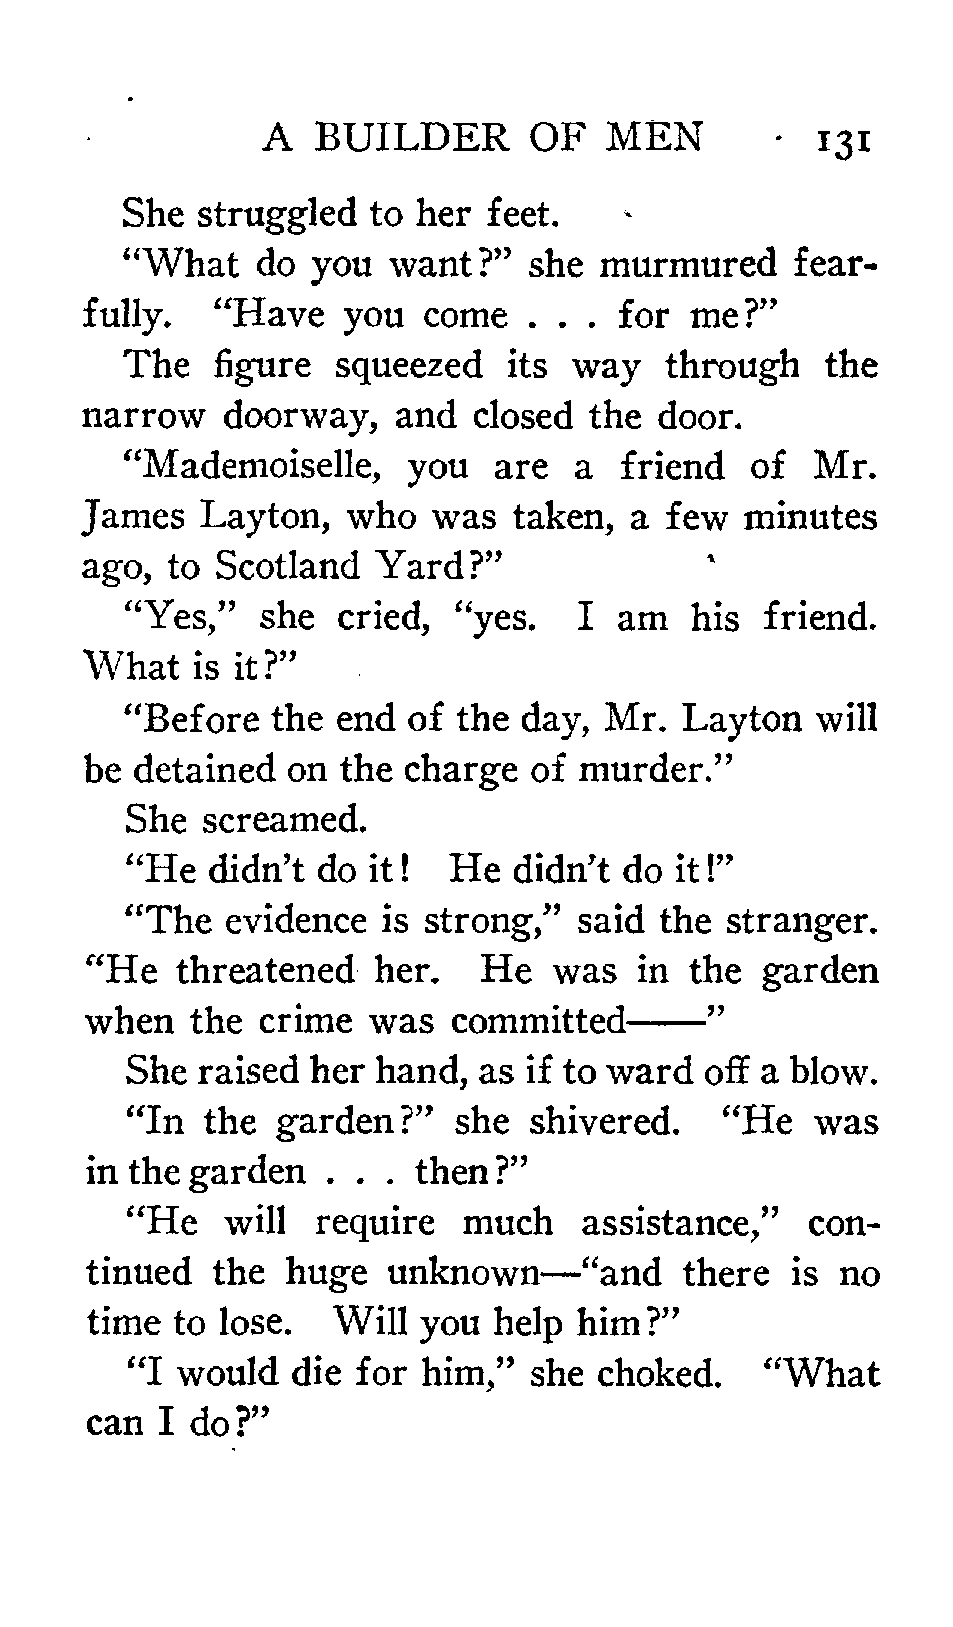 A BUILDER OF MEN 131
She struggled to her feet.
“What do you want?” she murmured fear-
fully. “Have you come . . . for me?”
The figure squeezed its way through the
narrow doorway, and closed the door.
“Mademoiselle, you are a friend of Mr.
James Layton, who was taken, a few minutes
ago, to Scotland Yard?”
“Yes,” she cried, “yes. I am his friend.
What is it?”
“Before the end of the day, Mr. Layton will
be detained on the charge of murder.”
She screamed.
“He didn’t do it! He didn’t do it!”
“The evidence is strong,” said the stranger.
“He threatened her. He was in the garden
when the crime was committed——”
She raised her hand, as if to ward off a blow.
“In the garden?” she shivered. “He was
in the garden . . . then?”
“He will require much assistance,” con-
tinued the huge unknown—“and there is no
time to lose. Will you help him?”
“I would die for him,” she choked. “What
can I do?”